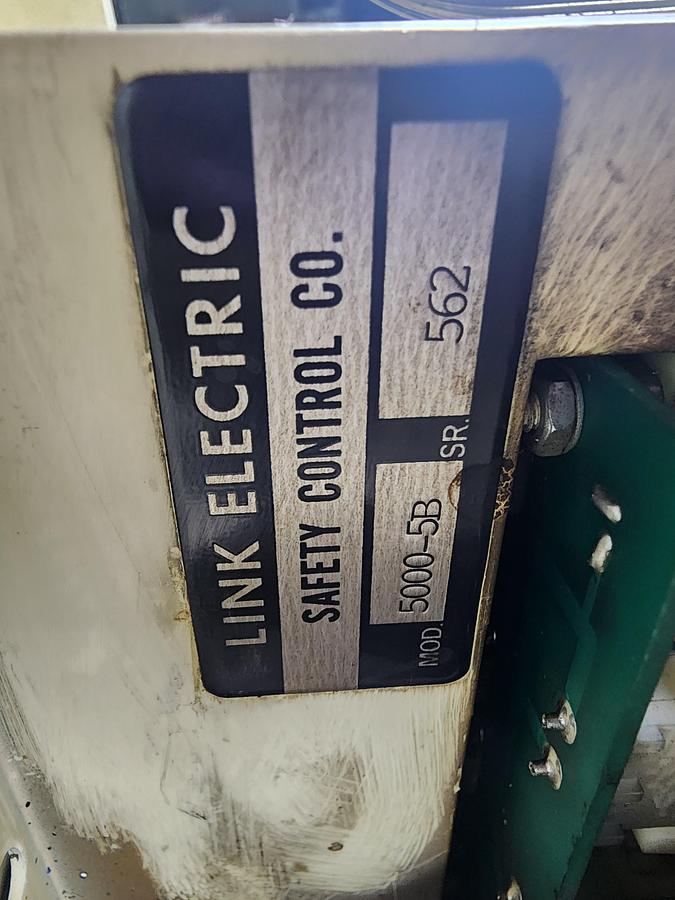 LINK ELECTRIC
SAFETY CONTROL CO.
MOD. 5000-5B SR. 562